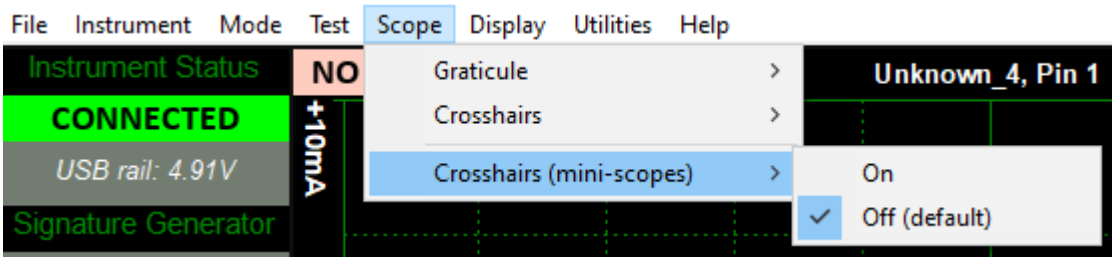 File Instrument Mode Test Scope Display Utilities Help
Instrument Status
CONNECTED
USB rail: 4.91V
Signature Generator
NO
+10mA
Graticule
Crosshairs
Crosshairs (mini-scopes)
On
Off (default)
Unknown_4, Pin 1